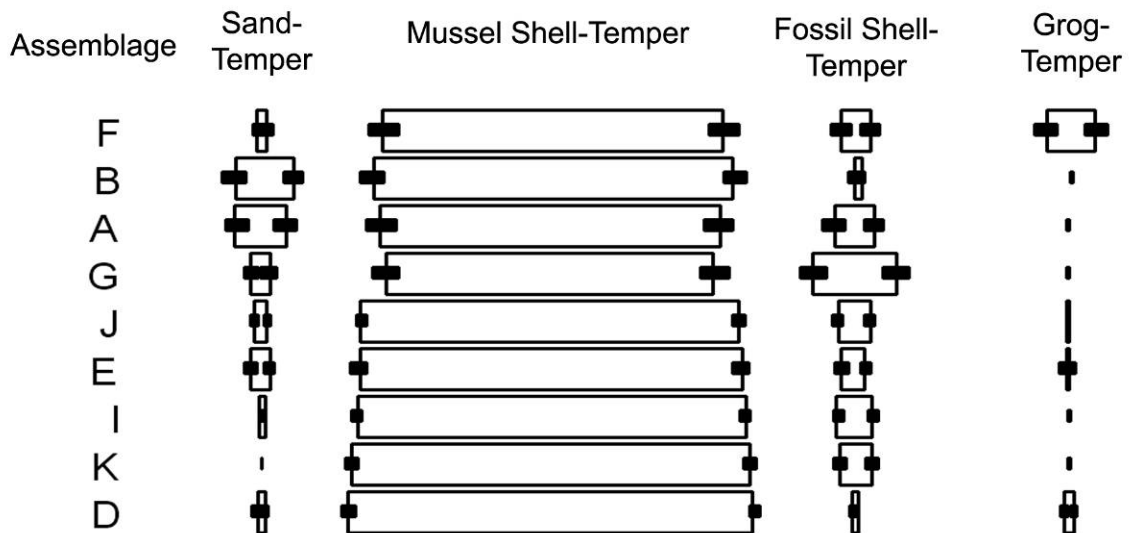 Assemblage
Sand-
Temper
Mussel Shell-Temper
Fossil Shell-
Temper
Grog-
Temper
F
B
A
G
J
E
I
K
D